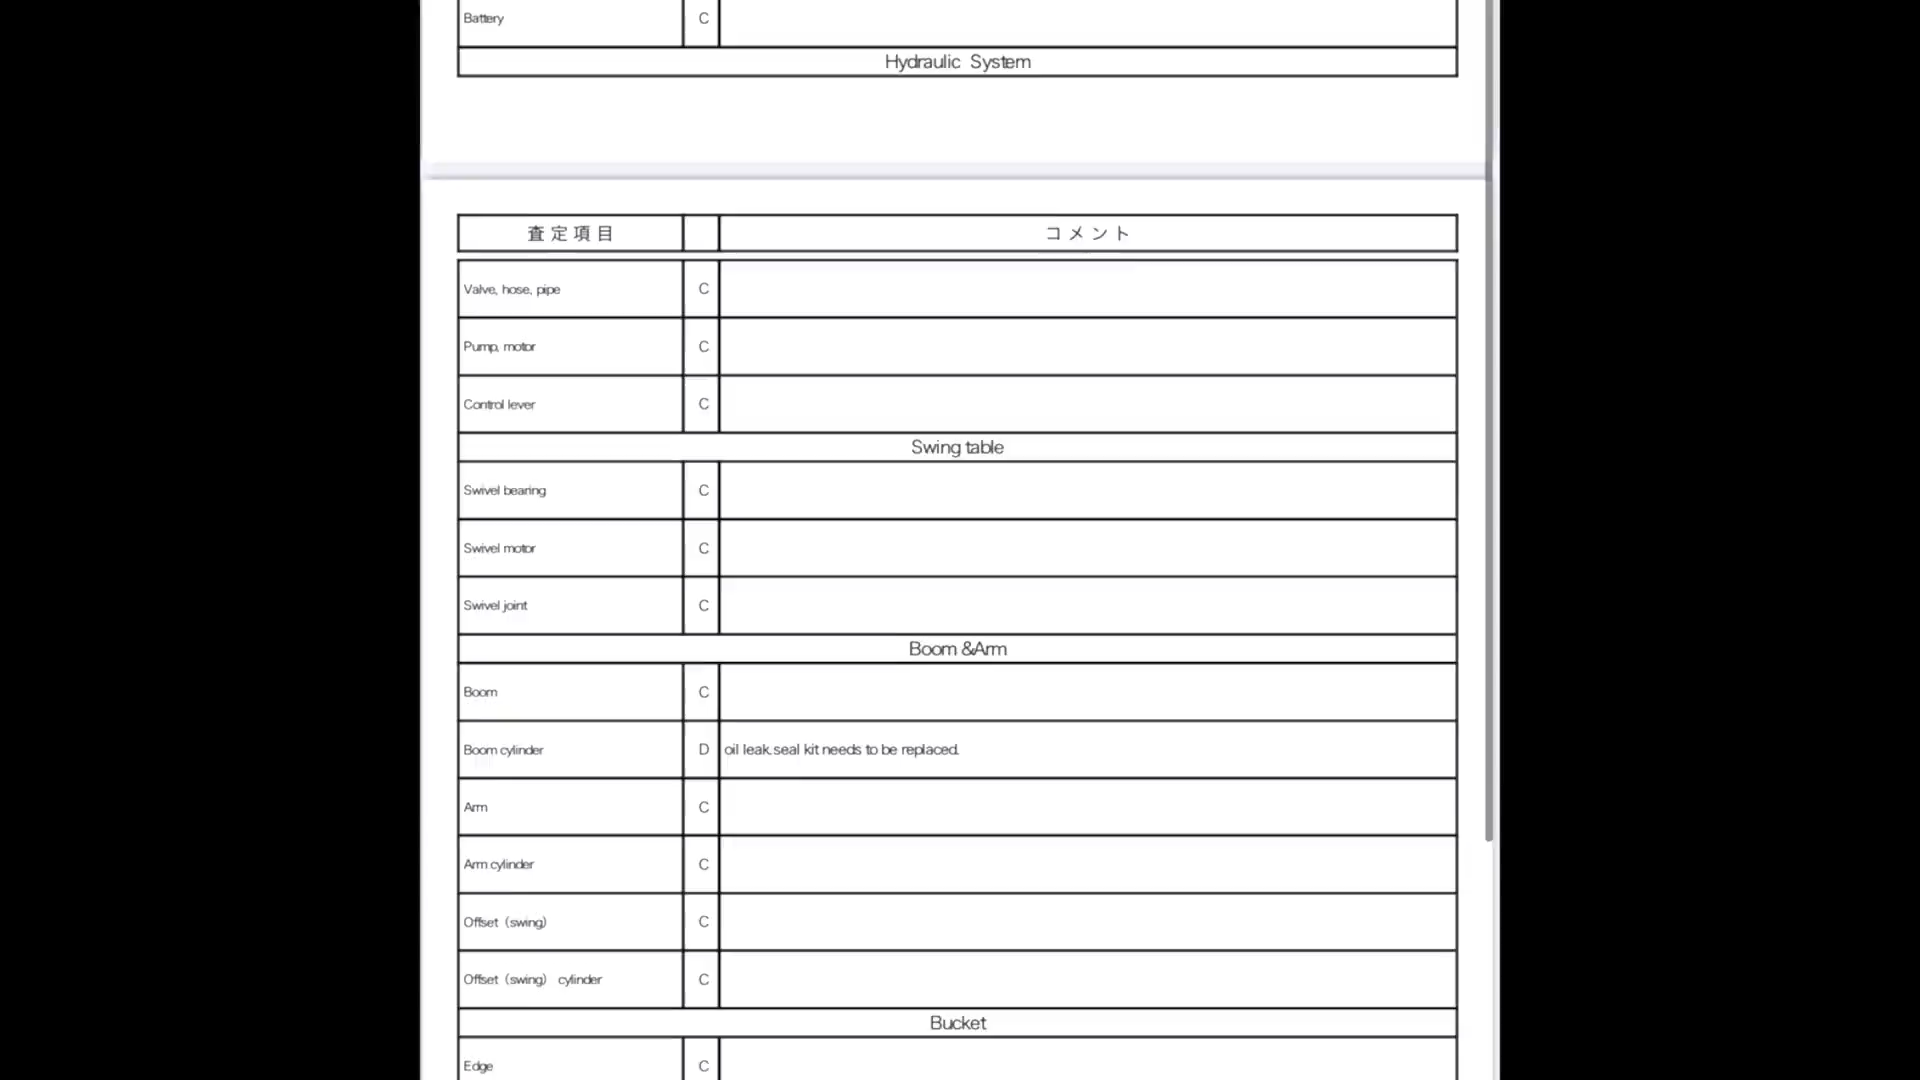 Battery C
Hydraulic System
査定項目 コメント
Valve, hose, pipe C
Pump, motor C
Control lever C
Swing table
Swivel bearing C
Swivel motor C
Swivel joint C
Boom &Arm
Boom C
Boom cylinder D oil leak.seal kit needs to be replaced.
Arm C
Arm cylinder C
Offset (swing) C
Offset (swing) cylinder C
Bucket
Edge C